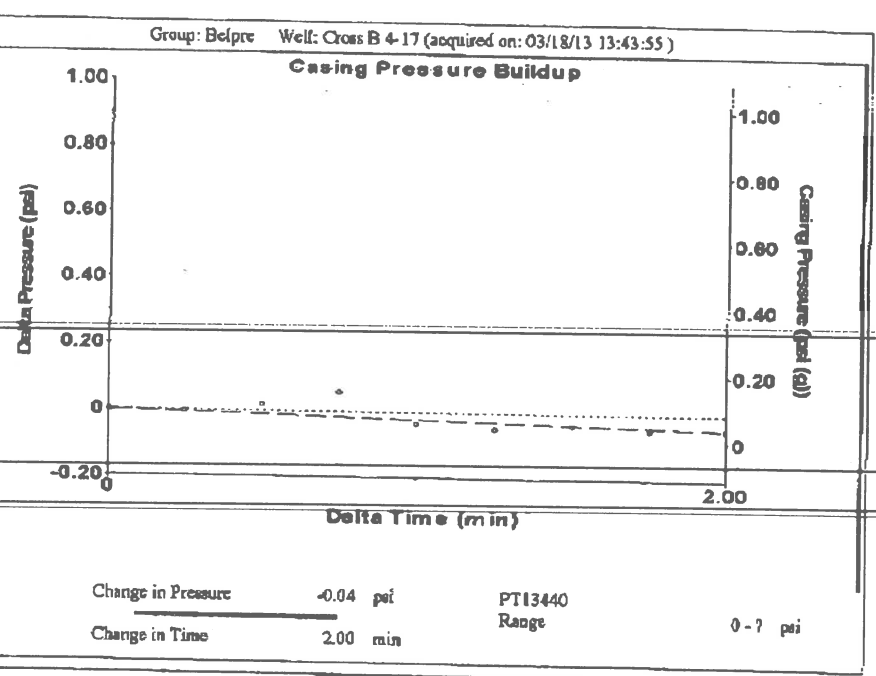 Group: Belpre Well: Cross B 4-17 (acquired on: 03/18/13 13:43:55 )
Casing Pressure Buildup
Delta Pressure (psi)
1.00
0.80
0.60
0.40
0.20
0
-0.20
0
2.00
Delta Time (min)
1.00
0.80
0.60
0.40
0.20
0
Casing Pressure (psi (g))
Change in Pressure -0.04 psi
PT13440
Change in Time 2.00 min
Range 0 - ? psi